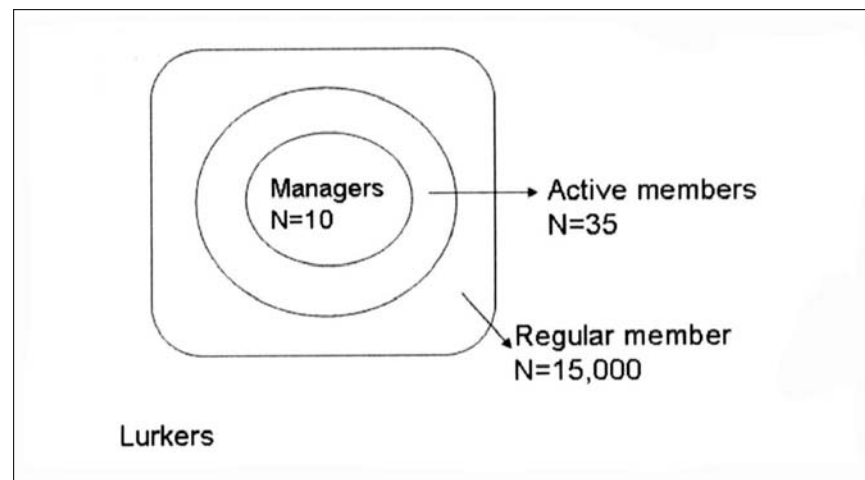 Managers
N=10
Active members
N=35
Regular member
N=15,000
Lurkers